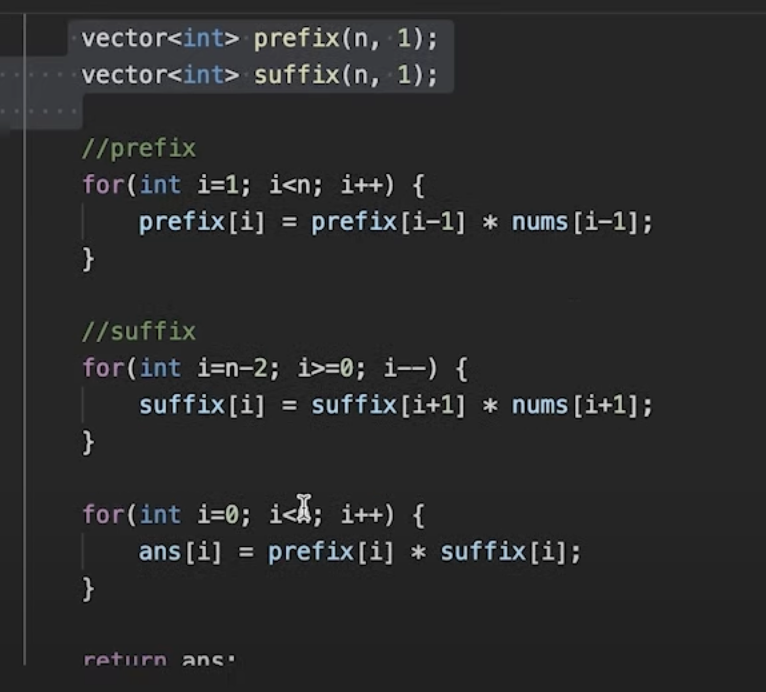 vector<int> prefix(n, 1);
vector<int> suffix(n, 1);
//prefix
for(int i=1; i<n; i++) {
prefix[i] = prefix[i-1] * nums[i-1];
}
//suffix
for(int i=n-2; i>=0; i--) {
suffix[i] = suffix[i+1] * nums[i+1];
}
for(int i=0; i<; i++) {
ans[i] = prefix[i] * suffix[i];
}
return ans;